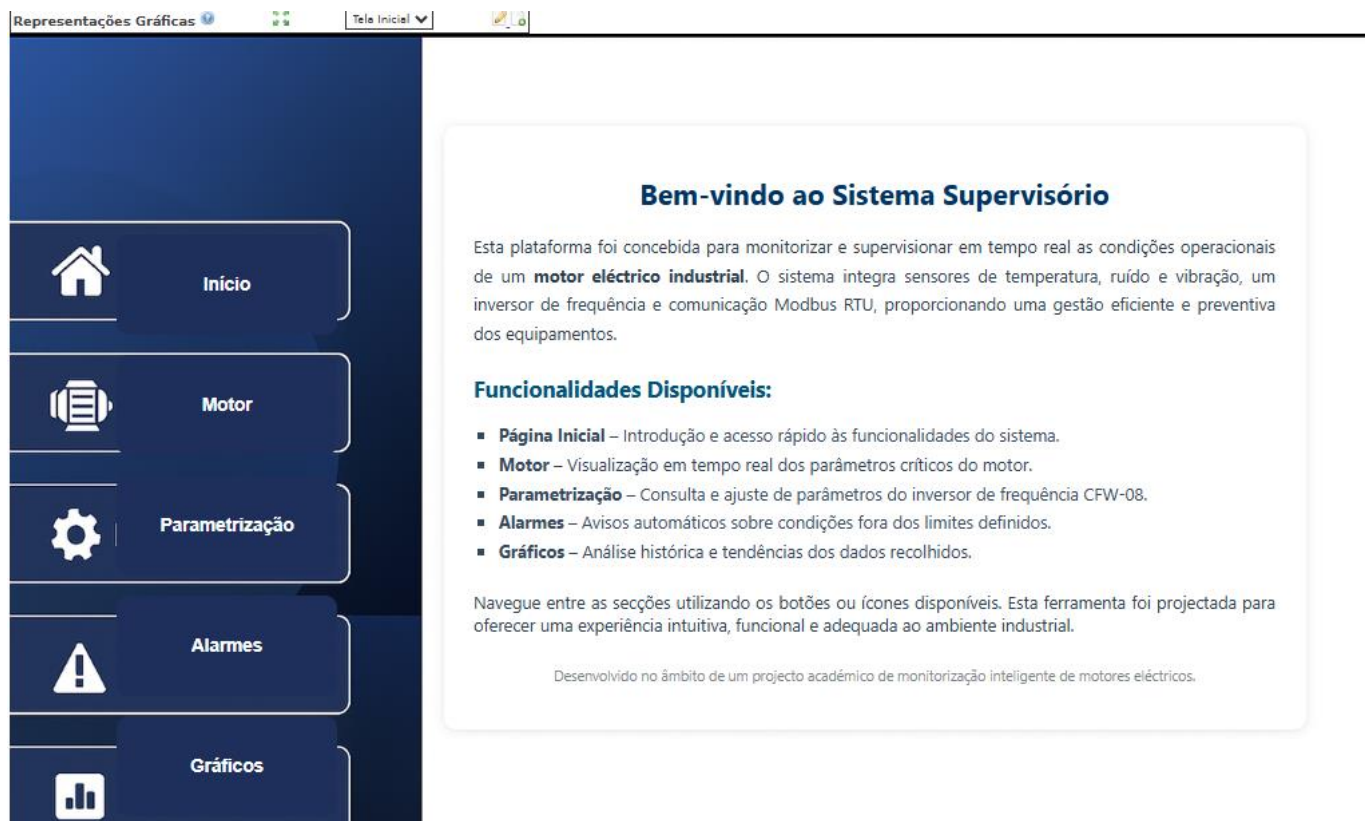 Representações Gráficas
Tela Inicial
Início
Motor
Parametrização
Alarmes
Gráficos
Bem-vindo ao Sistema Supervisório
Esta plataforma foi concebida para monitorizar e supervisionar em tempo real as condições operacionais
de um motor eléctrico industrial. O sistema integra sensores de temperatura, ruído e vibração, um
inversor de frequência e comunicação Modbus RTU, proporcionando uma gestão eficiente e preventiva
dos equipamentos.
Funcionalidades Disponíveis:
▪ Página Inicial – Introdução e acesso rápido às funcionalidades do sistema.
▪ Motor – Visualização em tempo real dos parâmetros críticos do motor.
▪ Parametrização – Consulta e ajuste de parâmetros do inversor de frequência CFW-08.
▪ Alarmes – Avisos automáticos sobre condições fora dos limites definidos.
▪ Gráficos – Análise histórica e tendências dos dados recolhidos.
Navegue entre as secções utilizando os botões ou ícones disponíveis. Esta ferramenta foi projectada para
oferecer uma experiência intuitiva, funcional e adequada ao ambiente industrial.
Desenvolvido no âmbito de um projecto académico de monitorização inteligente de motores eléctricos.